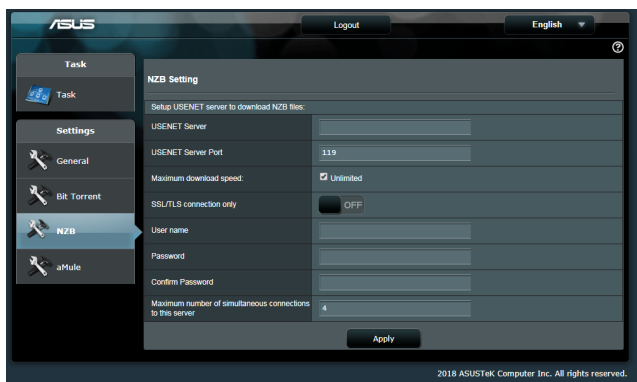 ASUS
Logout
English
Task
Task
Settings
General
Bit Torrent
NZB
aMule
NZB Setting
Setup USENET server to download NZB files:
USENET Server
USENET Server Port 119
Maximum download speed: Unlimited
SSL/TLS connection only OFF
User name
Password
Confirm Password
Maximum number of simultaneous connections
to this server 4
Apply
2018 ASUSTeK Computer Inc. All rights reserved.